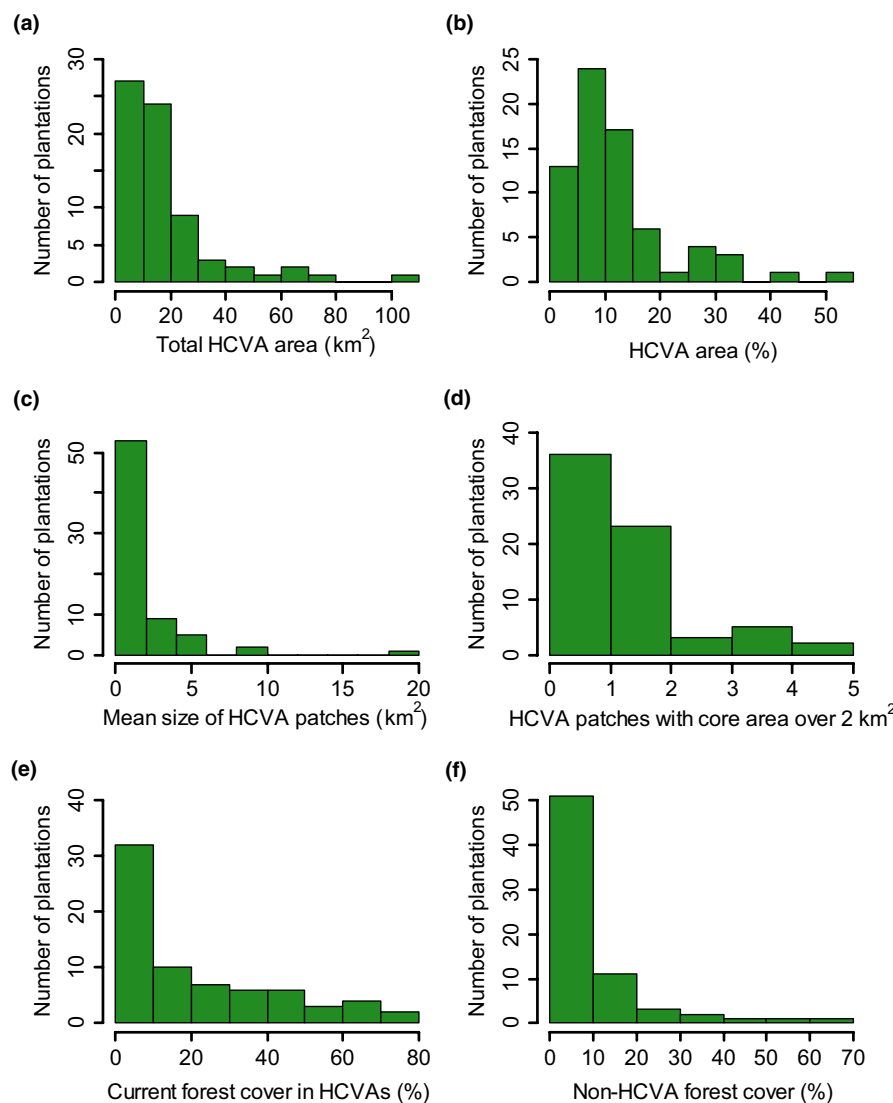 (a)
Number of plantations
0 5 10 20 30
0 20 40 60 80 100
Total HCVA area (km²)
(b)
Number of plantations
0 5 10 15 20 25
0 10 20 30 40 50
HCVA area (%)
(c)
Number of plantations
0 10 30 50
0 5 10 15 20
Mean size of HCVA patches (km²)
(d)
Number of plantations
0 10 20 30 40
0 1 2 3 4 5
HCVA patches with core area over 2 km²
(e)
Number of plantations
0 10 20 30 40
0 20 40 60 80
Current forest cover in HCVAs (%)
(f)
Number of plantations
0 10 20 30 40 50
0 10 20 30 40 50 60 70
Non-HCVA forest cover (%)